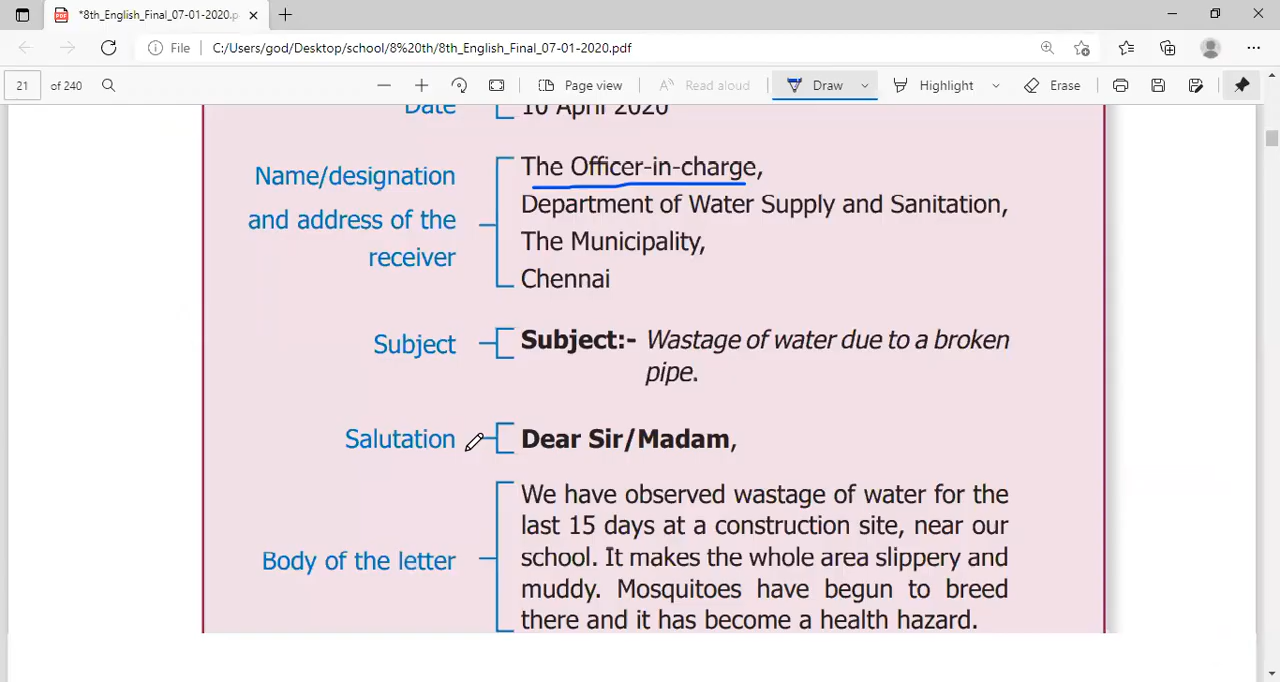 *8th_English_Final_07-01-2020.p
File C:/Users/god/Desktop/school/8%20th/8th_English_Final_07-01-2020.pdf
21 of 240 Page view Read aloud Draw Highlight Erase
Date 10 April 2020
Name/designation
and address of the
receiver
The Officer-in-charge,
Department of Water Supply and Sanitation,
The Municipality,
Chennai
Subject Subject:- Wastage of water due to a broken
pipe.
Salutation Dear Sir/Madam,
Body of the letter
We have observed wastage of water for the
last 15 days at a construction site, near our
school. It makes the whole area slippery and
muddy. Mosquitoes have begun to breed
there and it has become a health hazard.